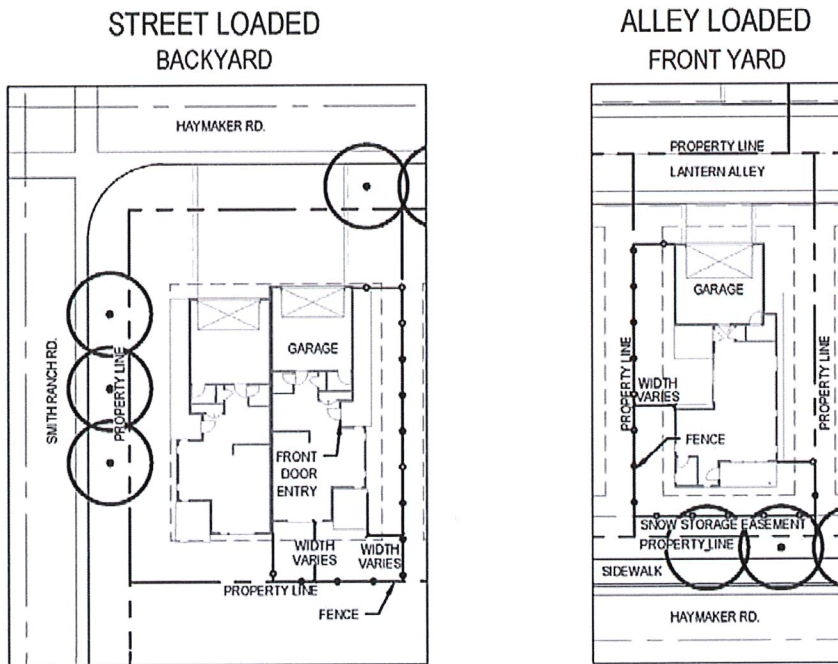 STREET LOADED
BACKYARD
HAYMAKER RD.
SMITH RANCH RD.
PROPERTY LINE
GARAGE
FRONT
DOOR
ENTRY
WIDTH
VARIES
WIDTH
VARIES
PROPERTY LINE
FENCE
ALLEY LOADED
FRONT YARD
PROPERTY LINE
LANTERN ALLEY
GARAGE
PROPERTY LINE
PROPERTY LINE
WIDTH
VARIES
FENCE
SNOW STORAGE EASEMENT
PROPERTY LINE
SIDEWALK
HAYMAKER RD.